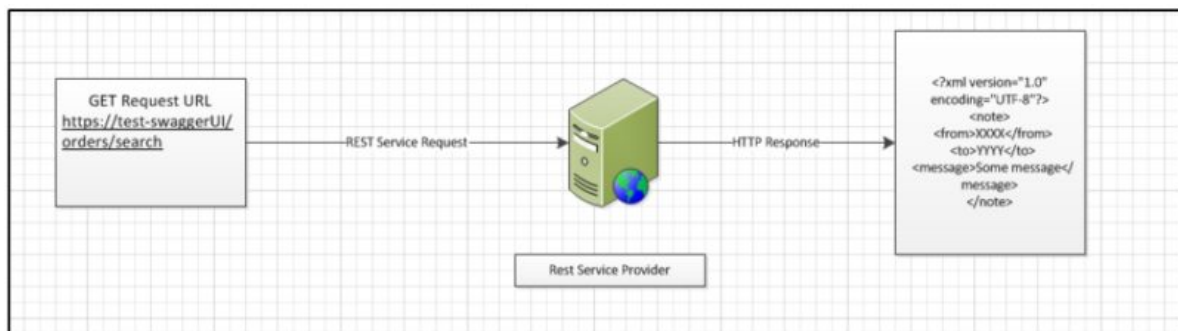 GET Request URL
https://test-swaggerUI/
orders/search
REST Service Request
HTTP Response
<?xml version="1.0"
encoding="UTF-8"?>
<note>
<from>XXXX</from>
<to>YYYY</to>
<message>Some message</
message>
</note>
Rest Service Provider